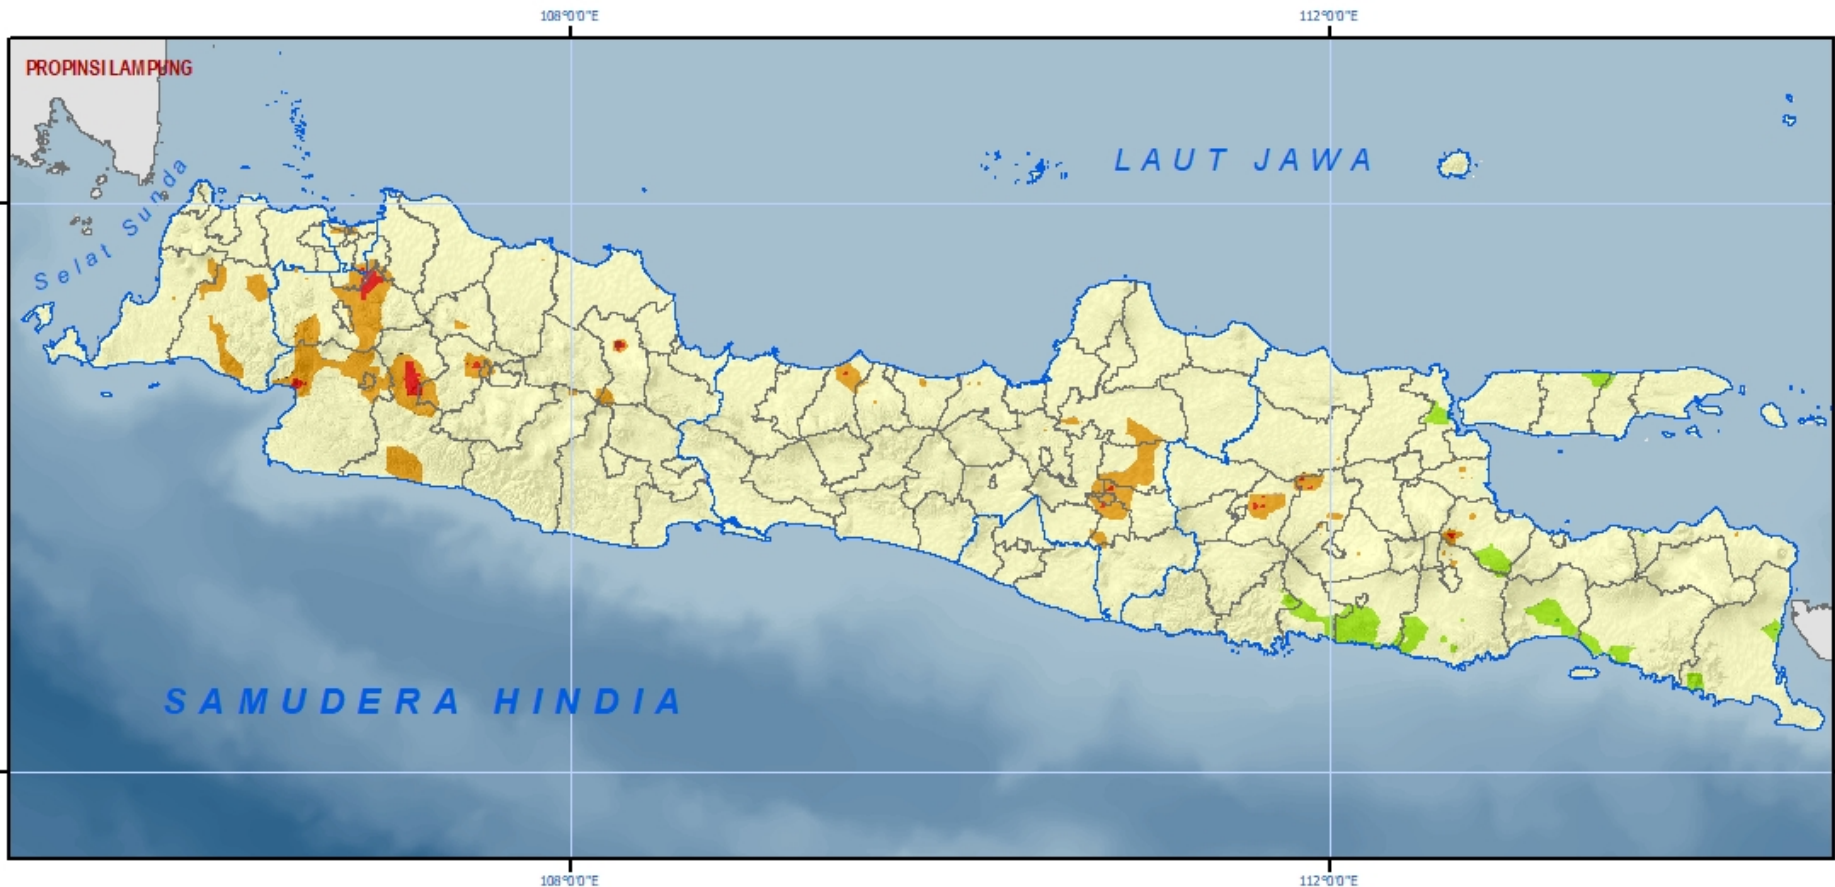 108°0'0"E
112°0'0"E
PROPINSI LAMPUNG
LAUT JAWA
Selat Sunda
SAMUDERA HINDIA
108°0'0"E
112°0'0"E